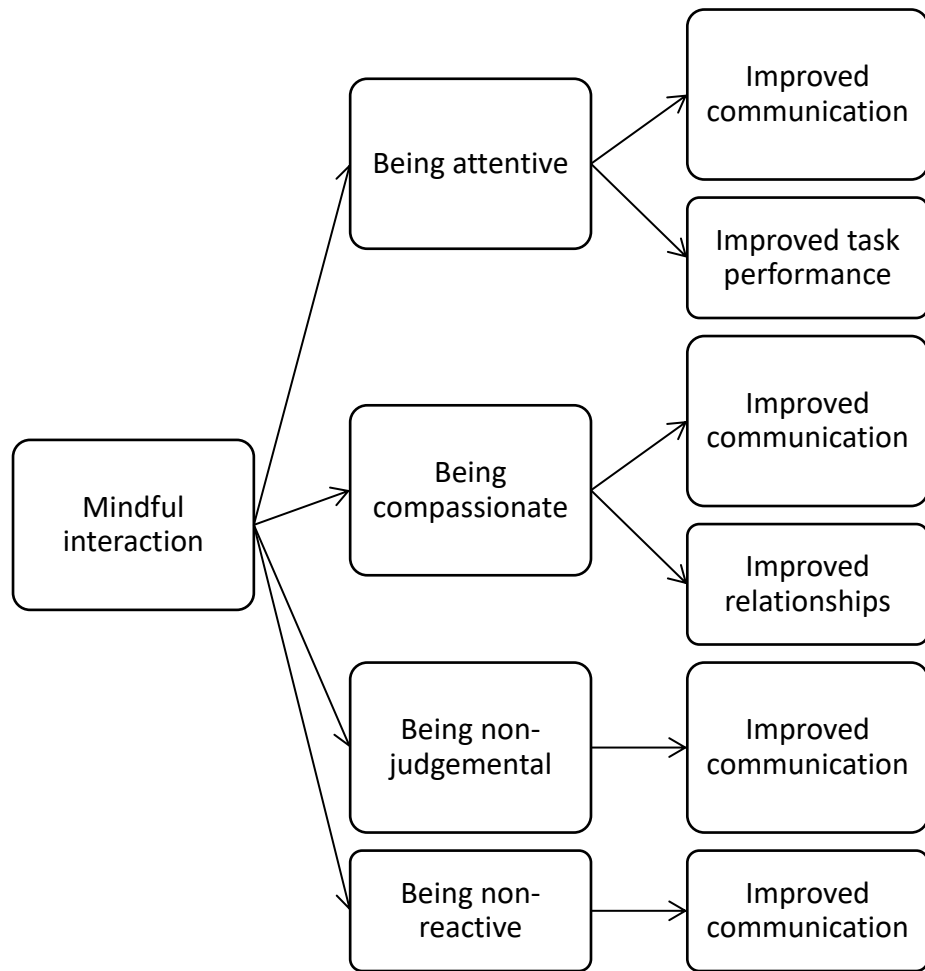 Mindful
interaction
Being attentive
Improved
communication
Improved task
performance
Being
compassionate
Improved
communication
Improved
relationships
Being non-
judgemental
Improved
communication
Being non-
reactive
Improved
communication